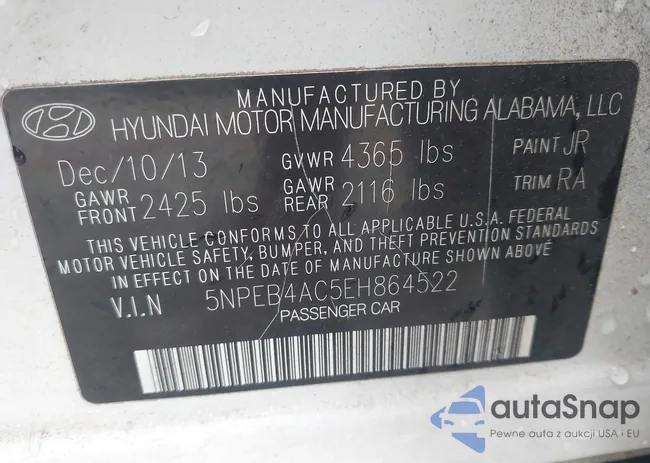 MANUFACTURED BY
HYUNDAI MOTOR MANUFACTURING ALABAMA, LLC
Dec/10/13 GVWR 4365 lbs PAINT JR
GAWR FRONT 2425 lbs GAWR REAR 2116 lbs TRIM RA
THIS VEHICLE CONFORMS TO ALL APPLICABLE U.S.A. FEDERAL
MOTOR VEHICLE SAFETY, BUMPER, AND THEFT PREVENTION STANDARDS
IN EFFECT ON THE DATE OF MANUFACTURE SHOWN ABOVE
V.I.N 5NPEB4AC5EH864522
PASSENGER CAR
autaSnap
Pewne auta z aukcji USA i EU